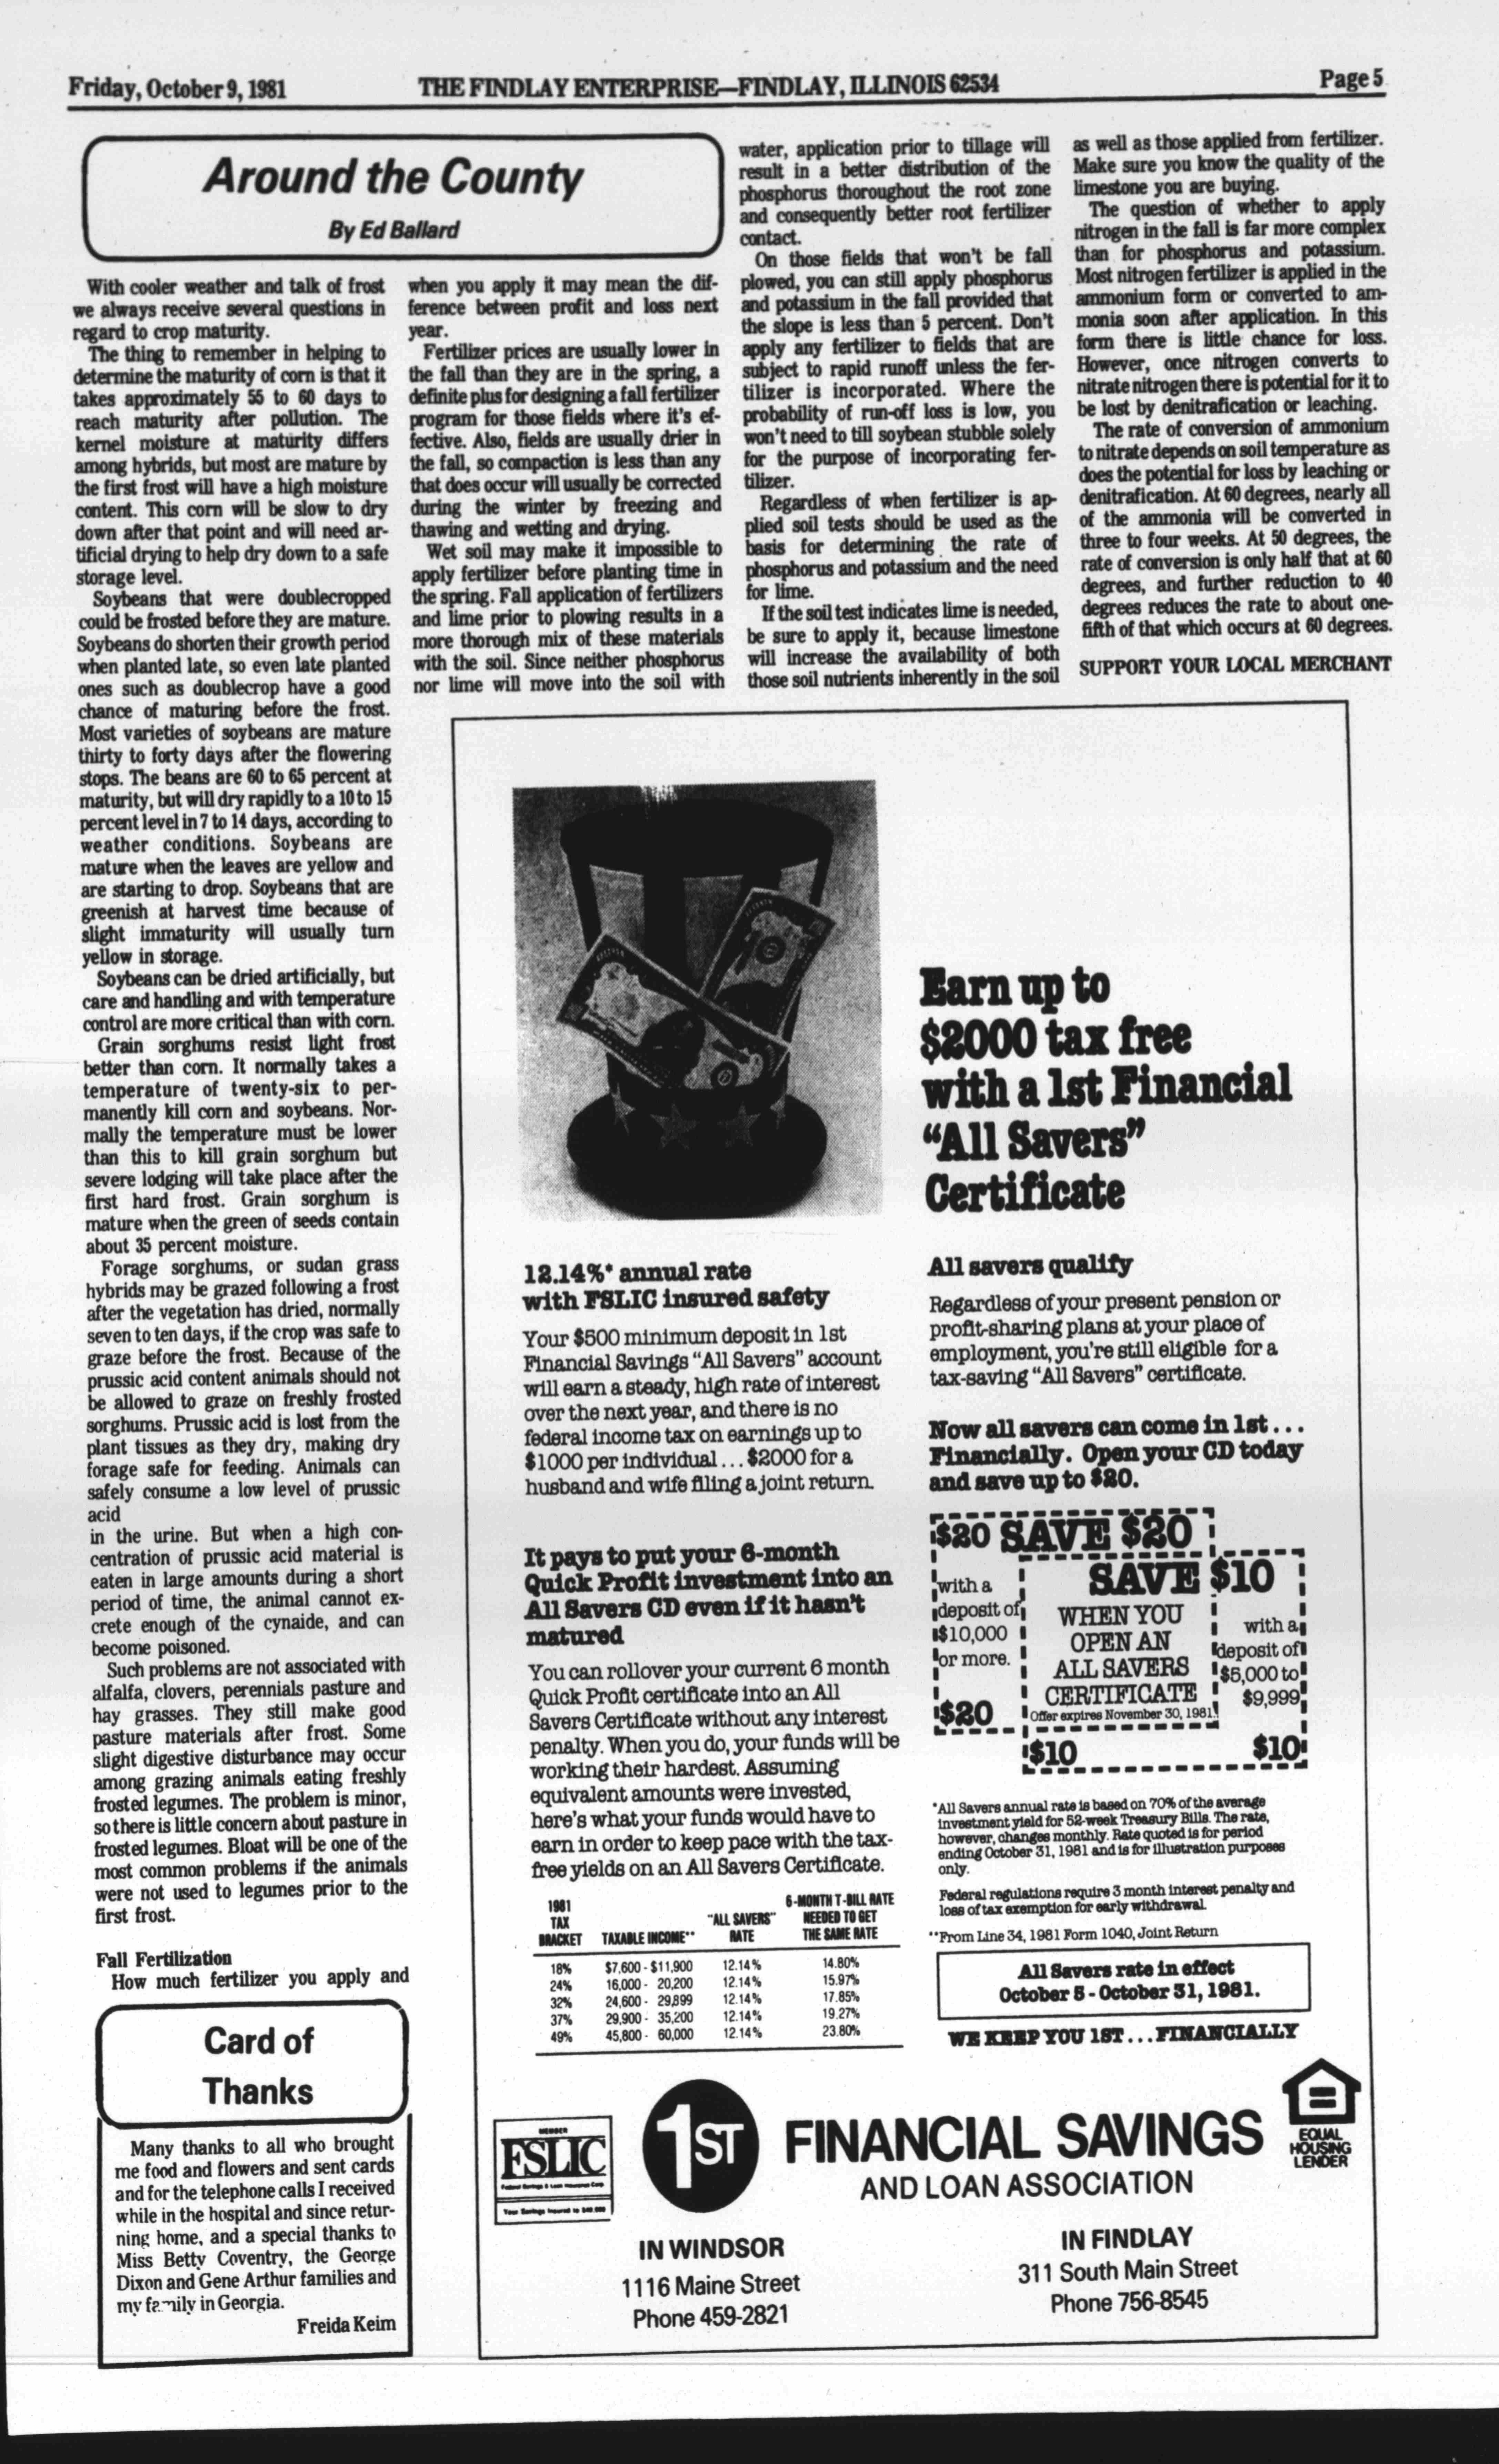 Friday, October 9, 1981
THE FINDLAY ENTERPRISE—FINDLAY, ILLINOIS 62534
Page 5
Around the County
By Ed Ballard
With cooler weather and talk of frost
we always receive several questions in
regard to crop maturity.
The thing to remember in helping to
determine the maturity of corn is that it
takes approximately 55 to 60 days to
reach maturity after pollution. The
kernel moisture at maturity differs
among hybrids, but most are mature by
the first frost will have a high moisture
content. This corn will be slow to dry
down after that point and will need ar-
tificial drying to help dry down to a safe
storage level.
Soybeans that were doublecropped
could be frosted before they are mature.
Soybeans do shorten their growth period
when planted late, so even late planted
ones such as doublecrop have a good
chance of maturing before the frost.
Most varieties of soybeans are mature
thirty to forty days after the flowering
stops. The beans are 60 to 65 percent at
maturity, but will dry rapidly to a 10 to 15
percent level in 7 to 14 days, according to
weather conditions. Soybeans are
mature when the leaves are yellow and
are starting to drop. Soybeans that are
greenish at harvest time because of
slight immaturity will usually turn
yellow in storage.
Soybeans can be dried artificially, but
care and handling and with temperature
control are more critical than with corn.
Grain sorghums resist light frost
better than corn. It normally takes a
temperature of twenty-six to per-
manently kill corn and soybeans. Nor-
mally the temperature must be lower
than this to kill grain sorghum but
severe lodging will take place after the
first hard frost. Grain sorghum is
mature when the green of seeds contain
about 35 percent moisture.
Forage sorghums, or sudan grass
hybrids may be grazed following a frost
after the vegetation has dried, normally
seven to ten days, if the crop was safe to
graze before the frost. Because of the
prussic acid content animals should not
be allowed to graze on freshly frosted
sorghums. Prussic acid is lost from the
plant tissues as they dry, making dry
forage safe for feeding. Animals can
safely consume a low level of prussic
acid
in the urine. But when a high con-
centration of prussic acid material is
eaten in large amounts during a short
period of time, the animal cannot ex-
crete enough of the cynaide, and can
become poisoned.
Such problems are not associated with
alfalfa, clovers, perennials pasture and
hay grasses. They still make good
pasture materials after frost. Some
slight digestive disturbance may occur
among grazing animals eating freshly
frosted legumes. The problem is minor,
so there is little concern about pasture in
frosted legumes. Bloat will be one of the
most common problems if the animals
were not used to legumes prior to the
first frost.
Fall Fertilization
How much fertilizer you apply and
when you apply it may mean the dif-
ference between profit and loss next
year.
Fertilizer prices are usually lower in
the fall than they are in the spring, a
definite plus for designing a fall fertilizer
program for those fields where it's ef-
fective. Also, fields are usually drier in
the fall, so compaction is less than any
that does occur will usually be corrected
during the winter by freezing and
thawing and wetting and drying.
Wet soil may make it impossible to
apply fertilizer before planting time in
the spring. Fall application of fertilizers
and lime prior to plowing results in a
more thorough mix of these materials
with the soil. Since neither phosphorus
nor lime will move into the soil with
water, application prior to tillage will
result in a better distribution of the
phosphorus thoroughout the root zone
and consequently better root fertilizer
contact.
On those fields that won't be fall
plowed, you can still apply phosphorus
and potassium in the fall provided that
the slope is less than 5 percent. Don't
apply any fertilizer to fields that are
subject to rapid runoff unless the fer-
tilizer is incorporated. Where the
probability of run-off loss is low, you
won't need to till soybean stubble solely
for the purpose of incorporating fer-
tilizer.
Regardless of when fertilizer is ap-
plied soil tests should be used as the
basis for determining the rate of
phosphorus and potassium and the need
for lime.
If the soil test indicates lime is needed,
be sure to apply it, because limestone
will increase the availability of both
those soil nutrients inherently in the soil
as well as those applied from fertilizer.
Make sure you know the quality of the
limestone you are buying.
The question of whether to apply
nitrogen in the fall is far more complex
than for phosphorus and potassium.
Most nitrogen fertilizer is applied in the
ammonium form or converted to am-
monia soon after application. In this
form there is little chance for loss.
However, once nitrogen converts to
nitrate nitrogen there is potential for it to
be lost by denitrafication or leaching.
The rate of conversion of ammonium
to nitrate depends on soil temperature as
does the potential for loss by leaching or
denitrafication. At 60 degrees, nearly all
of the ammonia will be converted in
three to four weeks. At 50 degrees, the
rate of conversion is only half that at 60
degrees, and further reduction to 40
degrees reduces the rate to about one-
fifth of that which occurs at 60 degrees.
SUPPORT YOUR LOCAL MERCHANT
Card of
Thanks
Many thanks to all who brought
me food and flowers and sent cards
and for the telephone calls I received
while in the hospital and since retur-
ning home, and a special thanks to
Miss Betty Coventry, the George
Dixon and Gene Arthur families and
my family in Georgia.
Freida Keim
Earn up to
$2000 tax free
with a 1st Financial
"All Savers"
Certificate
12.14%* annual rate
with FSLIC insured safety
Your $500 minimum deposit in 1st
Financial Savings "All Savers" account
will earn a steady, high rate of interest
over the next year, and there is no
federal income tax on earnings up to
$1000 per individual . . . $2000 for a
husband and wife filing a joint return.
It pays to put your 6-month
Quick Profit investment into an
All Savers CD even if it hasn't
matured
You can rollover your current 6 month
Quick Profit certificate into an All
Savers Certificate without any interest
penalty. When you do, your funds will be
working their hardest. Assuming
equivalent amounts were invested,
here's what your funds would have to
earn in order to keep pace with the tax-
free yields on an All Savers Certificate.
1981 TAX BRACKET TAXABLE INCOME** "ALL SAVERS" RATE 6-MONTH T-BILL RATE NEEDED TO GET THE SAME RATE
18% $7,600 - $11,900 12.14% 14.80%
24% 16,000 - 20,200 12.14% 15.97%
32% 24,600 - 29,899 12.14% 17.85%
37% 29,900 - 35,200 12.14% 19.27%
49% 45,800 - 60,000 12.14% 23.80%
All savers qualify
Regardless of your present pension or
profit-sharing plans at your place of
employment, you're still eligible for a
tax-saving "All Savers" certificate.
Now all savers can come in 1st . . .
Financially. Open your CD today
and save up to $20.
$20 SAVE $20
with a
deposit of
$10,000
or more.
$20
SAVE $10
WHEN YOU
OPEN AN
ALL SAVERS
CERTIFICATE
Offer expires November 30, 1981.
with a
deposit of
$5,000 to
$9,999
$10 $10
*All Savers annual rate is based on 70% of the average
investment yield for 52-week Treasury Bills. The rate,
however, changes monthly. Rate quoted is for period
ending October 31, 1981 and is for illustration purposes
only.
Federal regulations require 3 month interest penalty and
loss of tax exemption for early withdrawal.
**From Line 34, 1981 Form 1040, Joint Return
All Savers rate in effect
October 5 - October 31, 1981.
WE KEEP YOU 1ST . . . FINANCIALLY
MEMBER
FSLIC
Federal Savings & Loan Insurance Corp.
Your Savings Insured to $40,000
1ST
FINANCIAL SAVINGS
AND LOAN ASSOCIATION
EQUAL
HOUSING
LENDER
IN WINDSOR
1116 Maine Street
Phone 459-2821
IN FINDLAY
311 South Main Street
Phone 756-8545